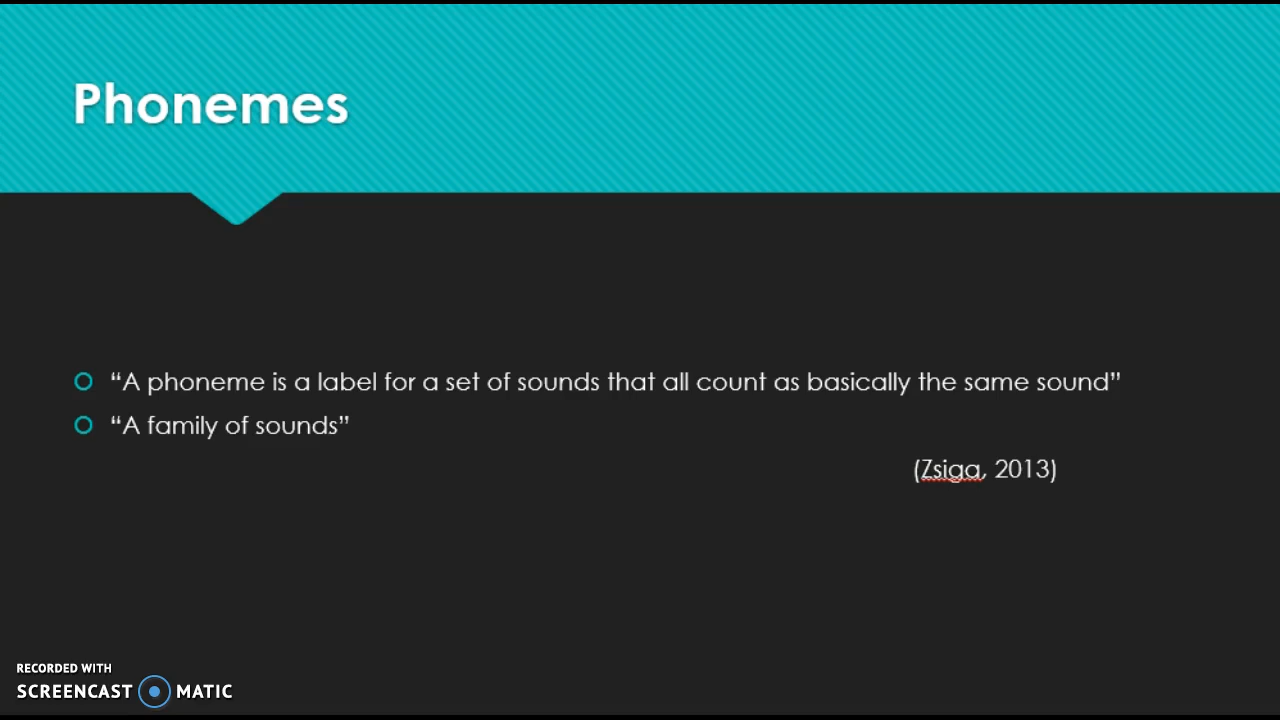 Phonemes
“A phoneme is a label for a set of sounds that all count as basically the same sound”
“A family of sounds”
(Zsiga, 2013)
RECORDED WITH
SCREENCAST MATIC